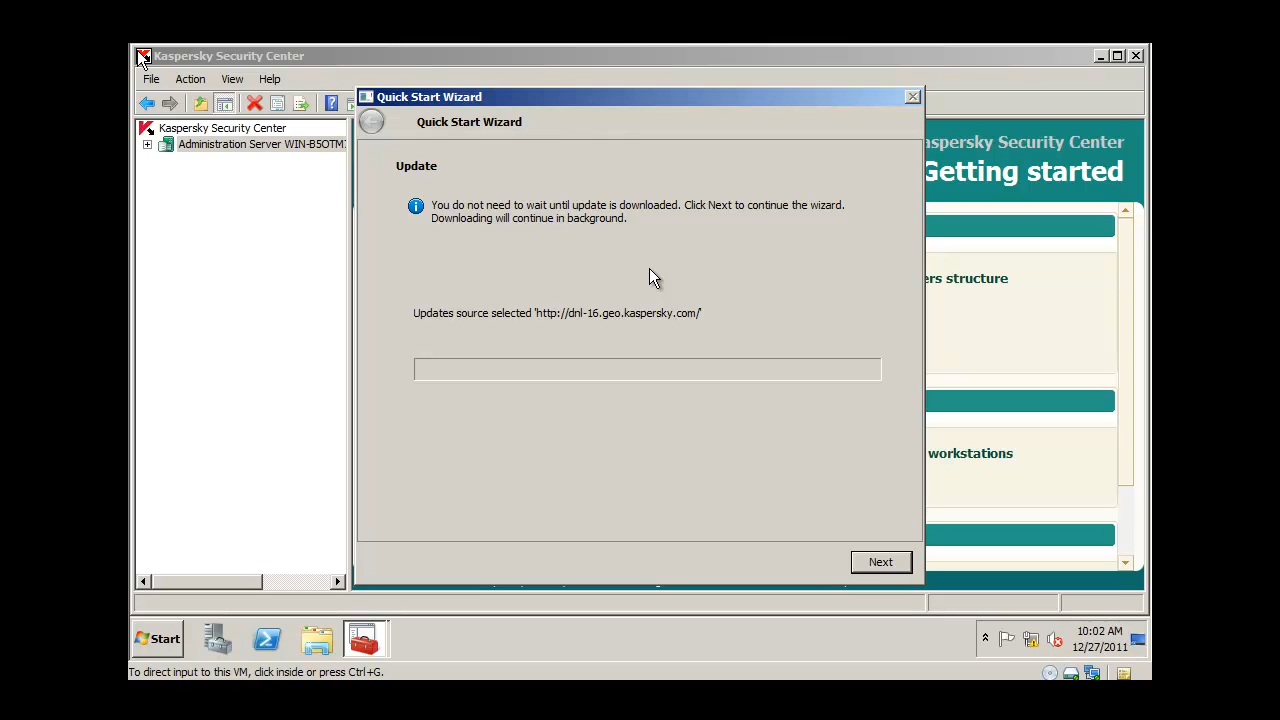 Kaspersky Security Center
File Action View Help
Quick Start Wizard
Quick Start Wizard
Kaspersky Security Center
Administration Server WIN-B5OTM
Update
You do not need to wait until update is downloaded. Click Next to continue the wizard.
Downloading will continue in background.
Updates source selected 'http://dnl-16.geo.kaspersky.com/'
Next
aspersky Security Center
Getting started
ers structure
workstations
Start
10:02 AM
12/27/2011
To direct input to this VM, click inside or press Ctrl+G.